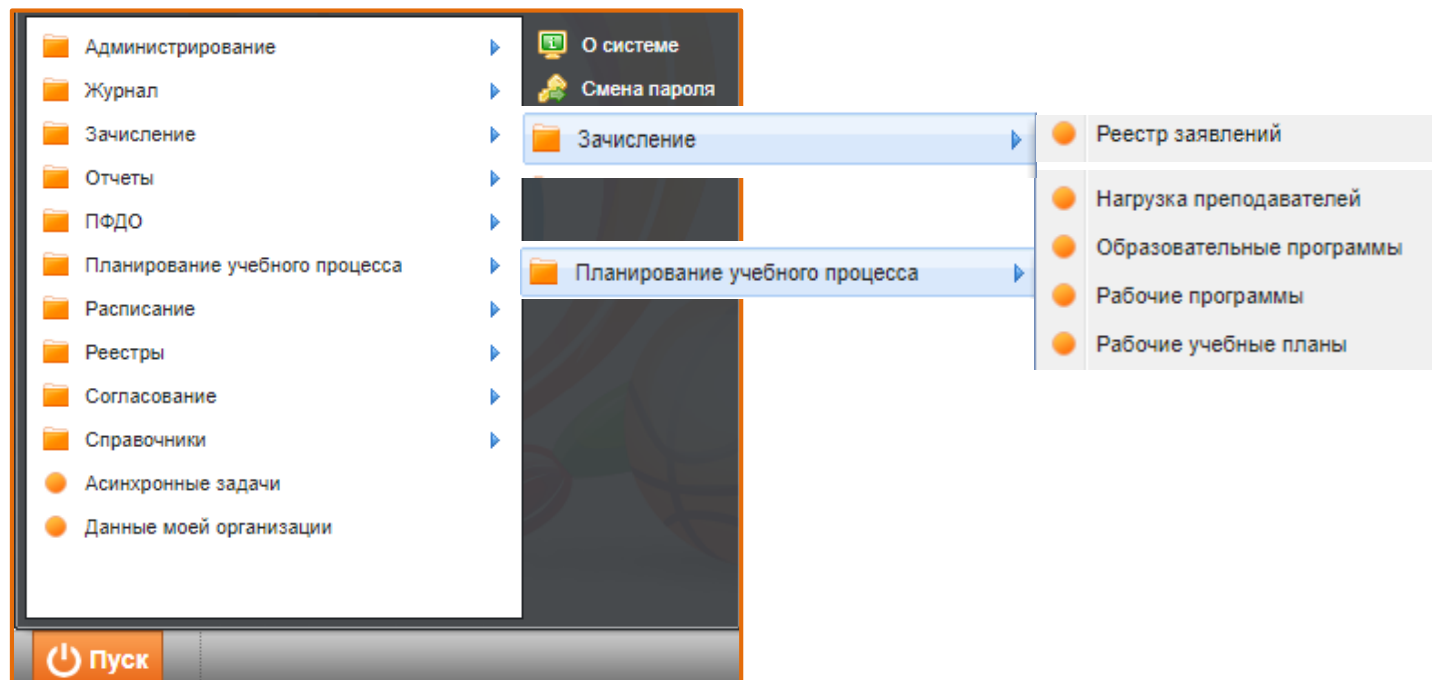 Администрирование
Журнал
Зачисление
Отчеты
ПФДО
Планирование учебного процесса
Расписание
Реестры
Согласование
Справочники
Асинхронные задачи
Данные моей организации
О системе
Смена пароля
Зачисление
Реестр заявлений
Планирование учебного процесса
Нагрузка преподавателей
Образовательные программы
Рабочие программы
Рабочие учебные планы
Пуск